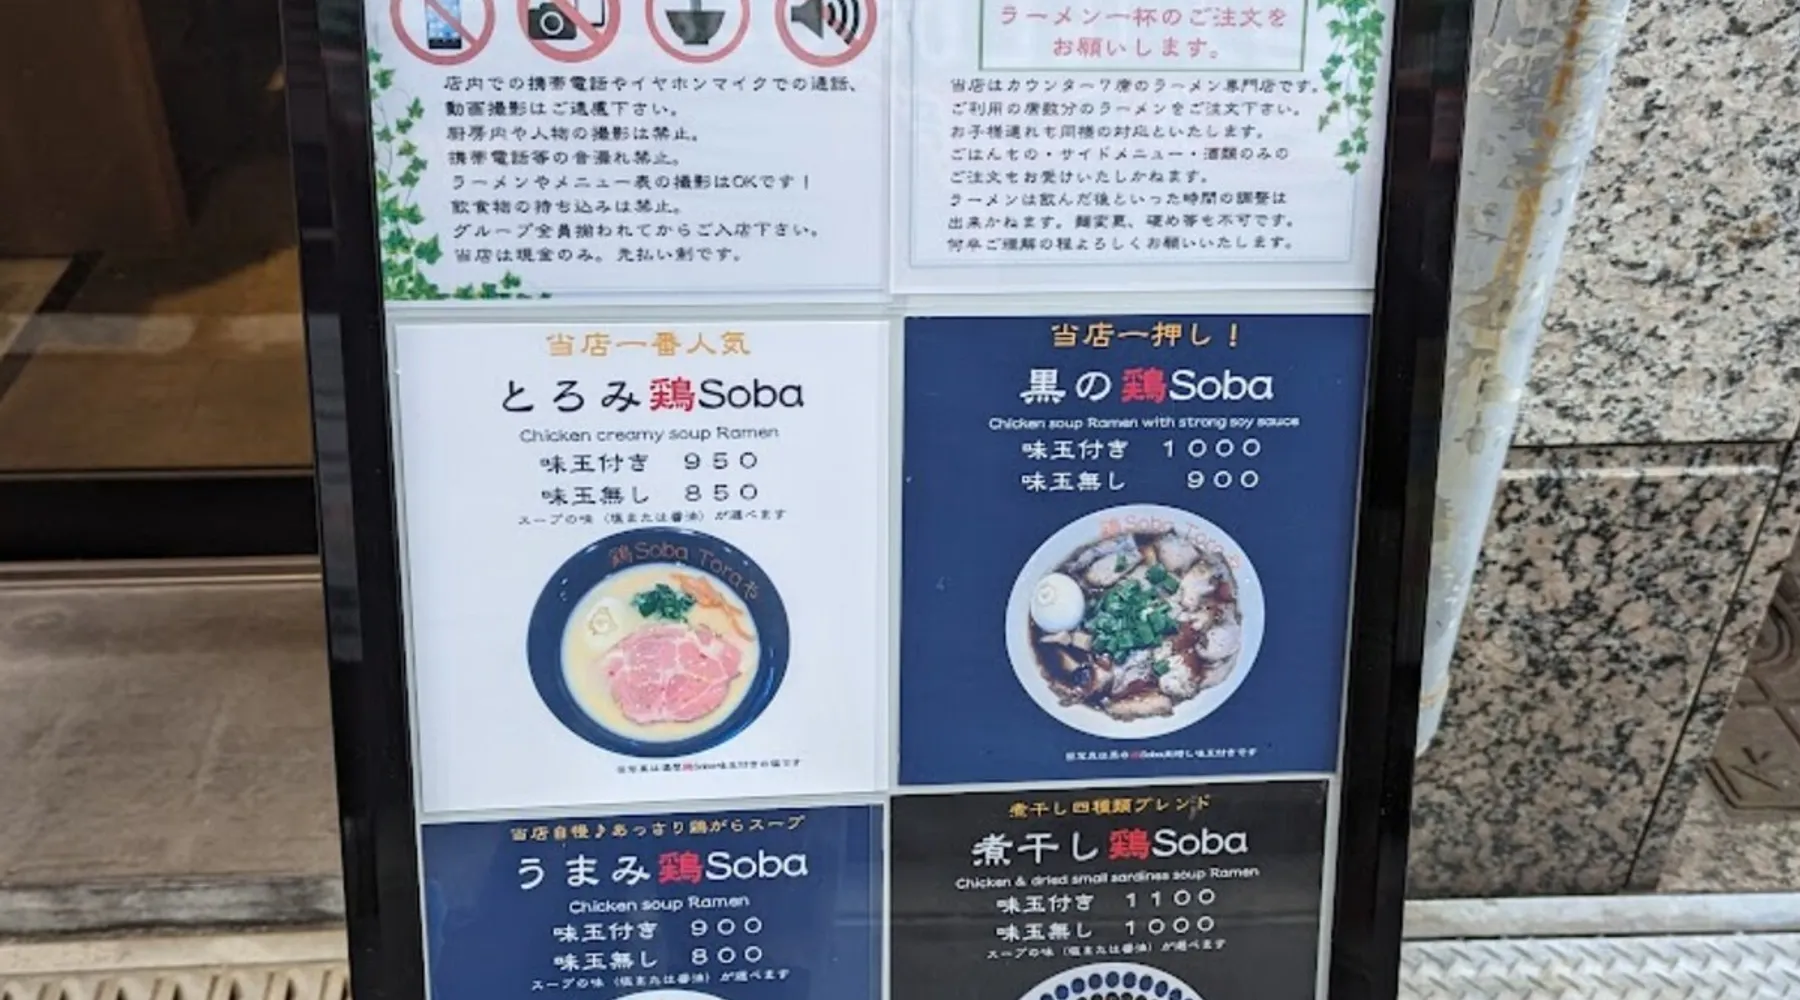 店内での携帯電話やイヤホンマイクでの通話、
動画撮影はご遠慮下さい。
厨房内や人物の撮影は禁止。
携帯電話等の音漏れ禁止。
ラーメンやメニュー表の撮影はOKです！
飲食物の持ち込みは禁止。
グループ全員揃われてからご入店下さい。
当店は現金のみ。先払い制です。
ラーメン一杯のご注文を
お願いします。
当店はカウンター7席のラーメン専門店です。
ご利用の席数分のラーメンをご注文下さい。
お子様連れも同様の対応といたします。
ごはんもの・サイドメニュー・酒類のみの
ご注文もお受けいたしかねます。
ラーメンは飲んだ後といった時間の調整は
出来かねます。麺変更、硬め等も不可です。
何卒ご理解の程よろしくお願いいたします。
当店一番人気
とろみ鶏Soba
Chicken creamy soup Ramen
味玉付き 950
味玉無し 850
スープの味（塩または醤油）が選べます
鶏Soba Toraや
当店一押し！
黒の鶏Soba
Chicken soup Ramen with strong soy sauce
味玉付き 1000
味玉無し 900
鶏Soba Toraや
当店自慢♪あっさり鶏がらスープ
うまみ鶏Soba
Chicken soup Ramen
味玉付き 900
味玉無し 800
スープの味（塩または醤油）が選べます
煮干し四種類ブレンド
煮干し鶏Soba
Chicken & dried small sardines soup Ramen
味玉付き 1100
味玉無し 1000
スープの味（塩または醤油）が選べます